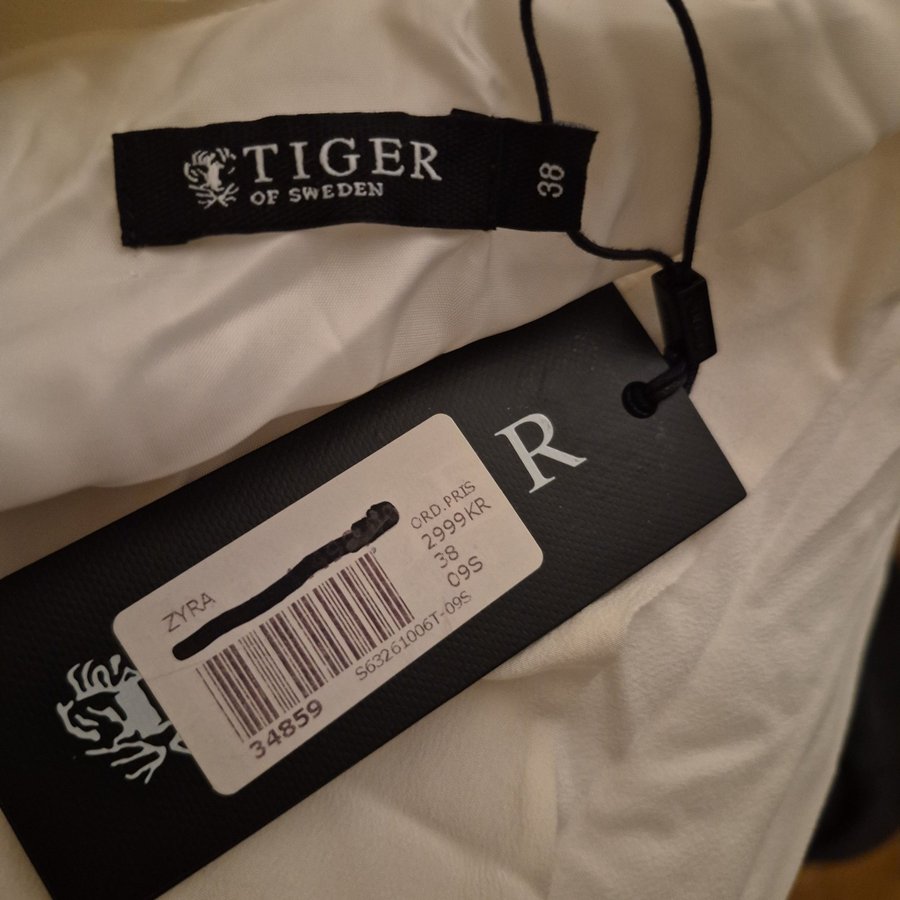 TIGER
OF SWEDEN
38
R
ZYRA
ORD.PRIS
2999KR
38
09S
S63261006T-09S
34859